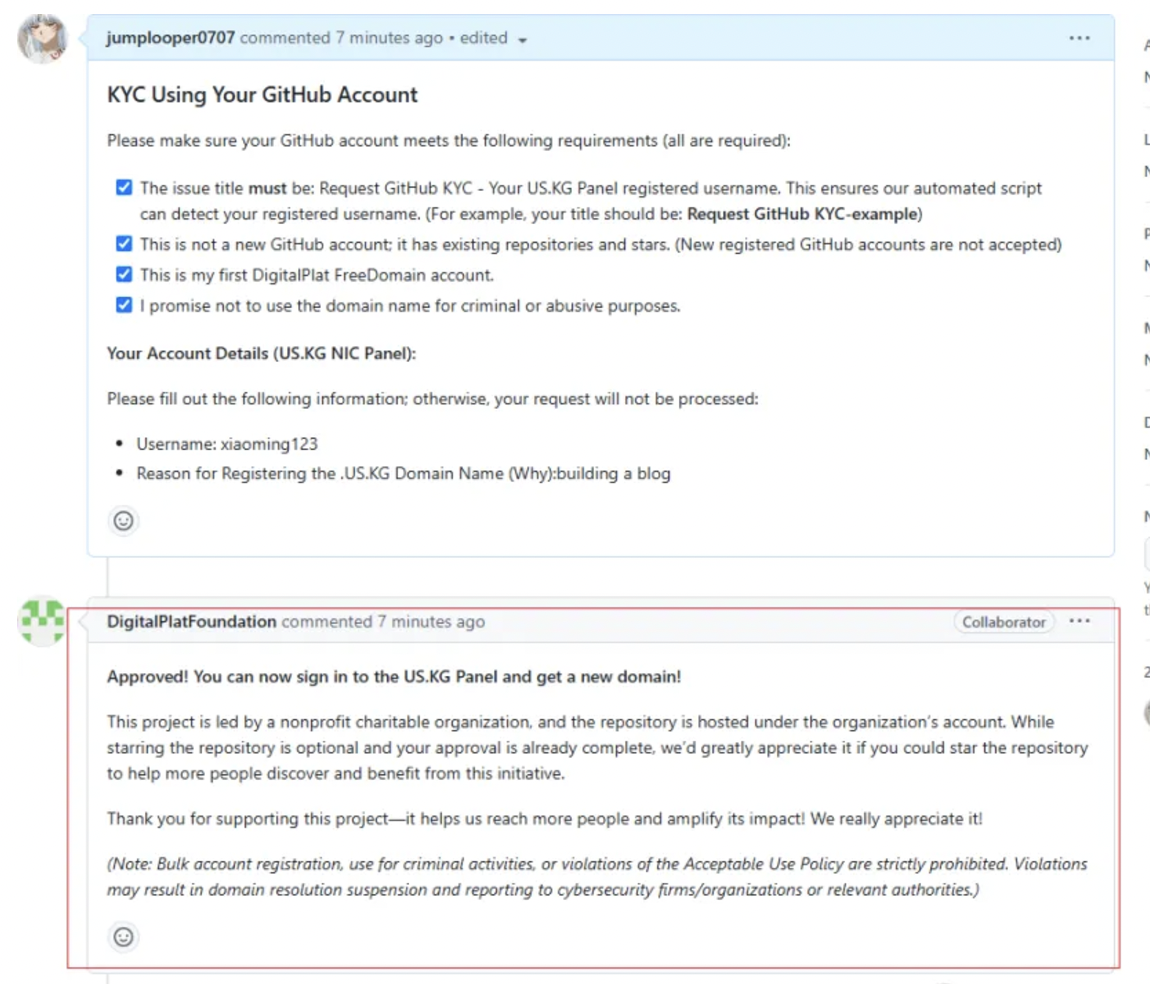 jumplooper0707 commented 7 minutes ago • edited
KYC Using Your GitHub Account
Please make sure your GitHub account meets the following requirements (all are required):
The issue title must be: Request GitHub KYC - Your US.KG Panel registered username. This ensures our automated script
can detect your registered username. (For example, your title should be: Request GitHub KYC-example)
This is not a new GitHub account; it has existing repositories and stars. (New registered GitHub accounts are not accepted)
This is my first DigitalPlat FreeDomain account.
I promise not to use the domain name for criminal or abusive purposes.
Your Account Details (US.KG NIC Panel):
Please fill out the following information; otherwise, your request will not be processed:
• Username: xiaoming123
• Reason for Registering the .US.KG Domain Name (Why):building a blog
DigitalPlatFoundation commented 7 minutes ago Collaborator
Approved! You can now sign in to the US.KG Panel and get a new domain!
This project is led by a nonprofit charitable organization, and the repository is hosted under the organization's account. While
starring the repository is optional and your approval is already complete, we'd greatly appreciate it if you could star the repository
to help more people discover and benefit from this initiative.
Thank you for supporting this project—it helps us reach more people and amplify its impact! We really appreciate it!
(Note: Bulk account registration, use for criminal activities, or violations of the Acceptable Use Policy are strictly prohibited. Violations
may result in domain resolution suspension and reporting to cybersecurity firms/organizations or relevant authorities.)